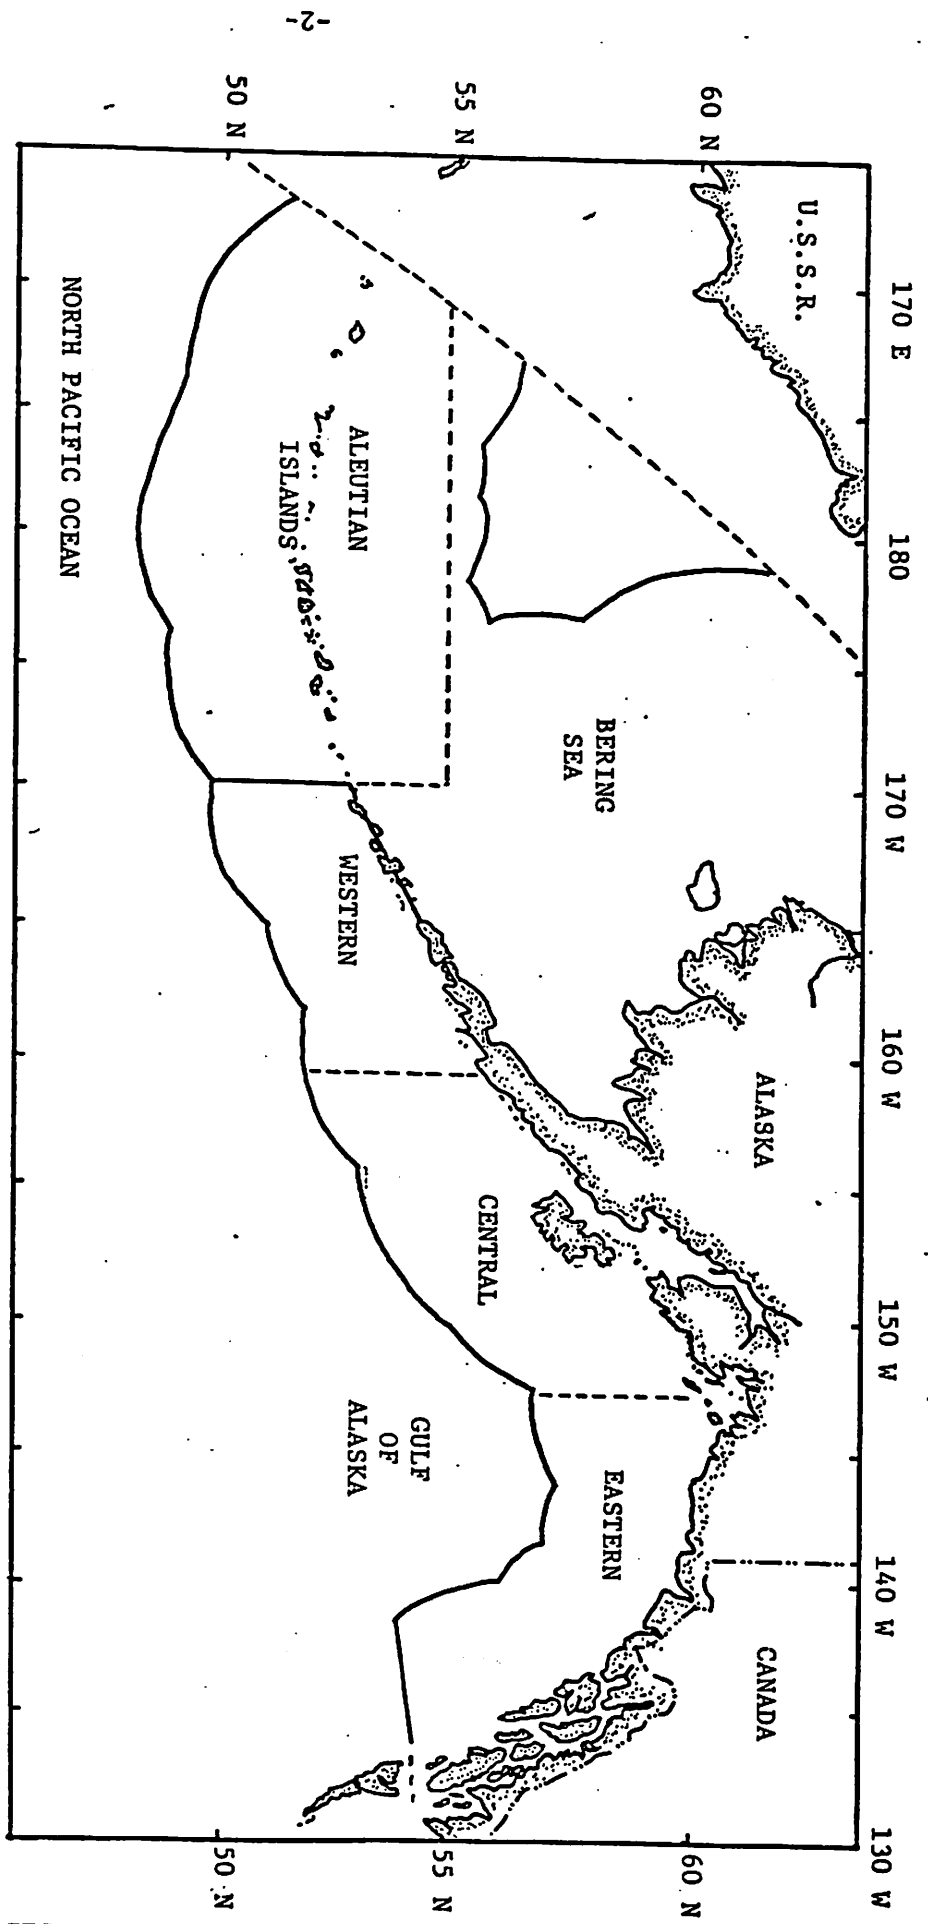 170 E
180
170 W
160 W
150 W
140 W
130 W
U.S.S.R.
ALASKA
CANADA
60 N
60 N
BERING
SEA
EASTERN
CENTRAL
55 N
55 N
ALEUTIAN
ISLANDS
WESTERN
GULF
OF
ALASKA
50 N
50 N
NORTH PACIFIC OCEAN
-2-